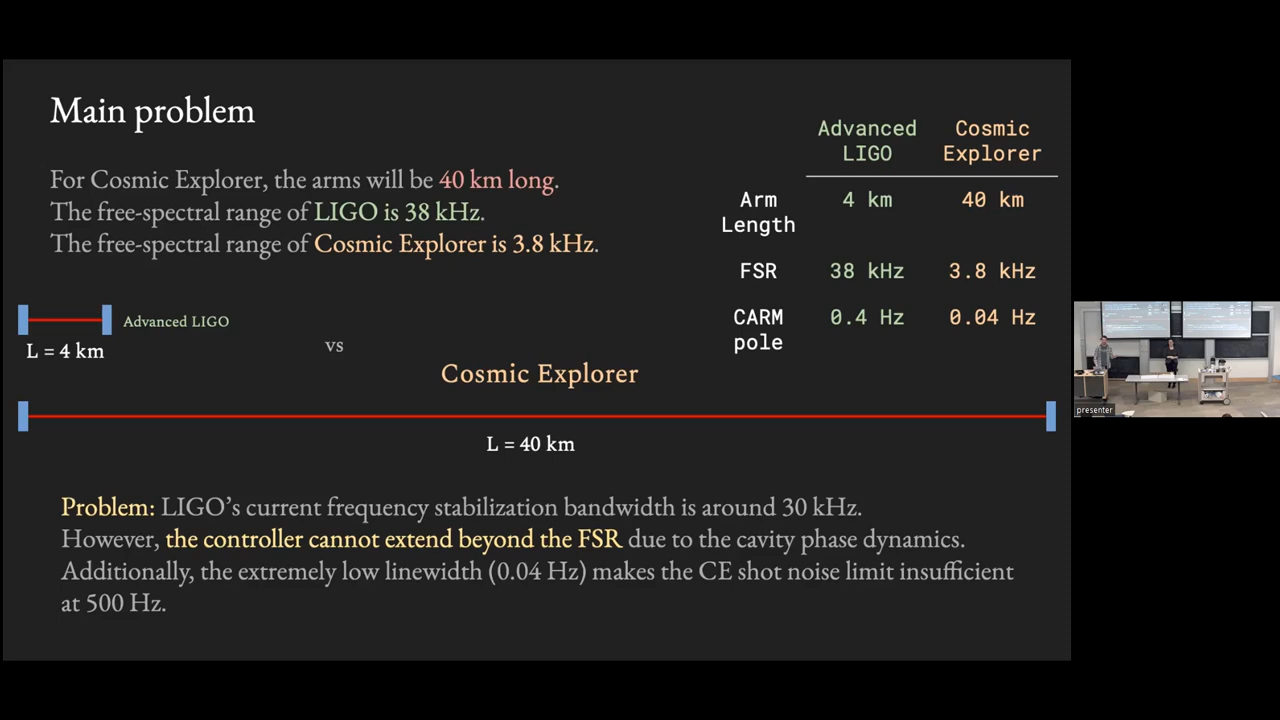 Main problem
For Cosmic Explorer, the arms will be 40 km long.
The free-spectral range of LIGO is 38 kHz.
The free-spectral range of Cosmic Explorer is 3.8 kHz.
Advanced LIGO
Cosmic Explorer
Arm Length
4 km
40 km
FSR
38 kHz
3.8 kHz
CARM pole
0.4 Hz
0.04 Hz
Advanced LIGO
L = 4 km
vs
Cosmic Explorer
L = 40 km
Problem: LIGO’s current frequency stabilization bandwidth is around 30 kHz.
However, the controller cannot extend beyond the FSR due to the cavity phase dynamics.
Additionally, the extremely low linewidth (0.04 Hz) makes the CE shot noise limit insufficient
at 500 Hz.
presenter